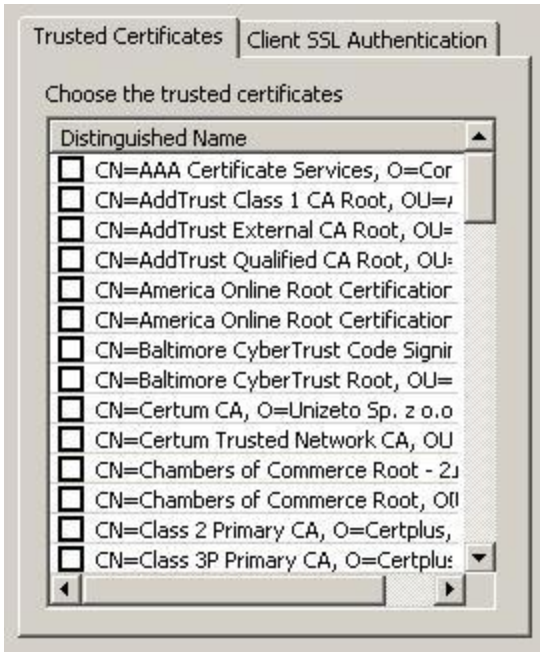 Trusted Certificates
Client SSL Authentication
Choose the trusted certificates
Distinguished Name
CN=AAA Certificate Services, O=Cor
CN=AddTrust Class 1 CA Root, OU=
CN=AddTrust External CA Root, OU=
CN=AddTrust Qualified CA Root, OU
CN=America Online Root Certification
CN=America Online Root Certification
CN=Baltimore CyberTrust Code Signin
CN=Baltimore CyberTrust Root, OU=
CN=Certum CA, O=Unizeto Sp. z o.o
CN=Certum Trusted Network CA, OU
CN=Chambers of Commerce Root - 2
CN=Chambers of Commerce Root, O
CN=Class 2 Primary CA, O=Certplus,
CN=Class 3P Primary CA, O=Certplus